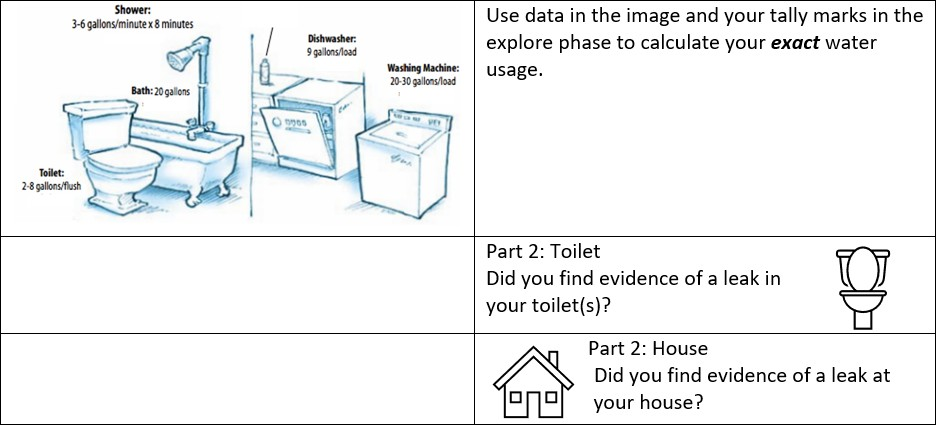 Shower:
3-6 gallons/minute x 8 minutes
Bath: 20 gallons
Toilet:
2-8 gallons/flush
Dishwasher:
9 gallons/load
Washing Machine:
20-30 gallons/load
Use data in the image and your tally marks in the
explore phase to calculate your exact water
usage.
Part 2: Toilet
Did you find evidence of a leak in
your toilet(s)?
Part 2: House
Did you find evidence of a leak at
your house?